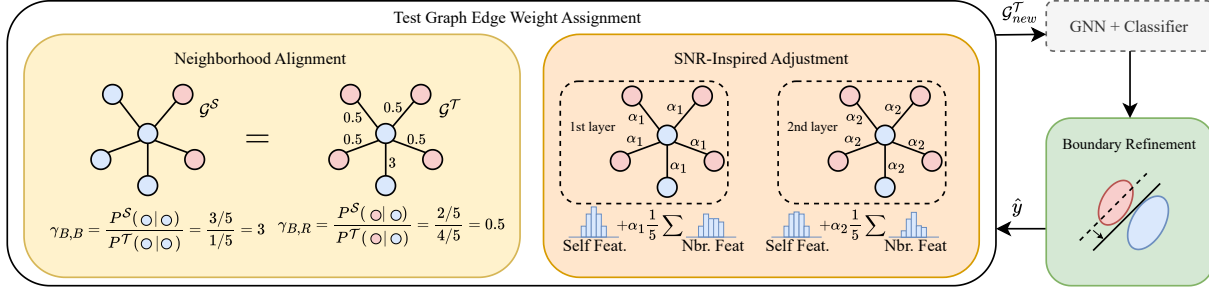 Test Graph Edge Weight Assignment
Neighborhood Alignment
𝒢^𝒮
=
𝒢^𝒯
0.5
0.5
0.5
0.5
3
γ_{B,B} = P^𝒮(○|○) / P^𝒯(○|○) = 3/5 / 1/5 = 3
γ_{B,R} = P^𝒮(○|○) / P^𝒯(○|○) = 2/5 / 4/5 = 0.5
SNR-Inspired Adjustment
1st layer
α₁
α₁
α₁
α₁
α₁
2nd layer
α₂
α₂
α₂
α₂
α₂
+α₁ 1/5 ∑
Self Feat.
Nbr. Feat
+α₂ 1/5 ∑
Self Feat.
Nbr. Feat
𝒢^𝒯_{new}
GNN + Classifier
Boundary Refinement
ŷ